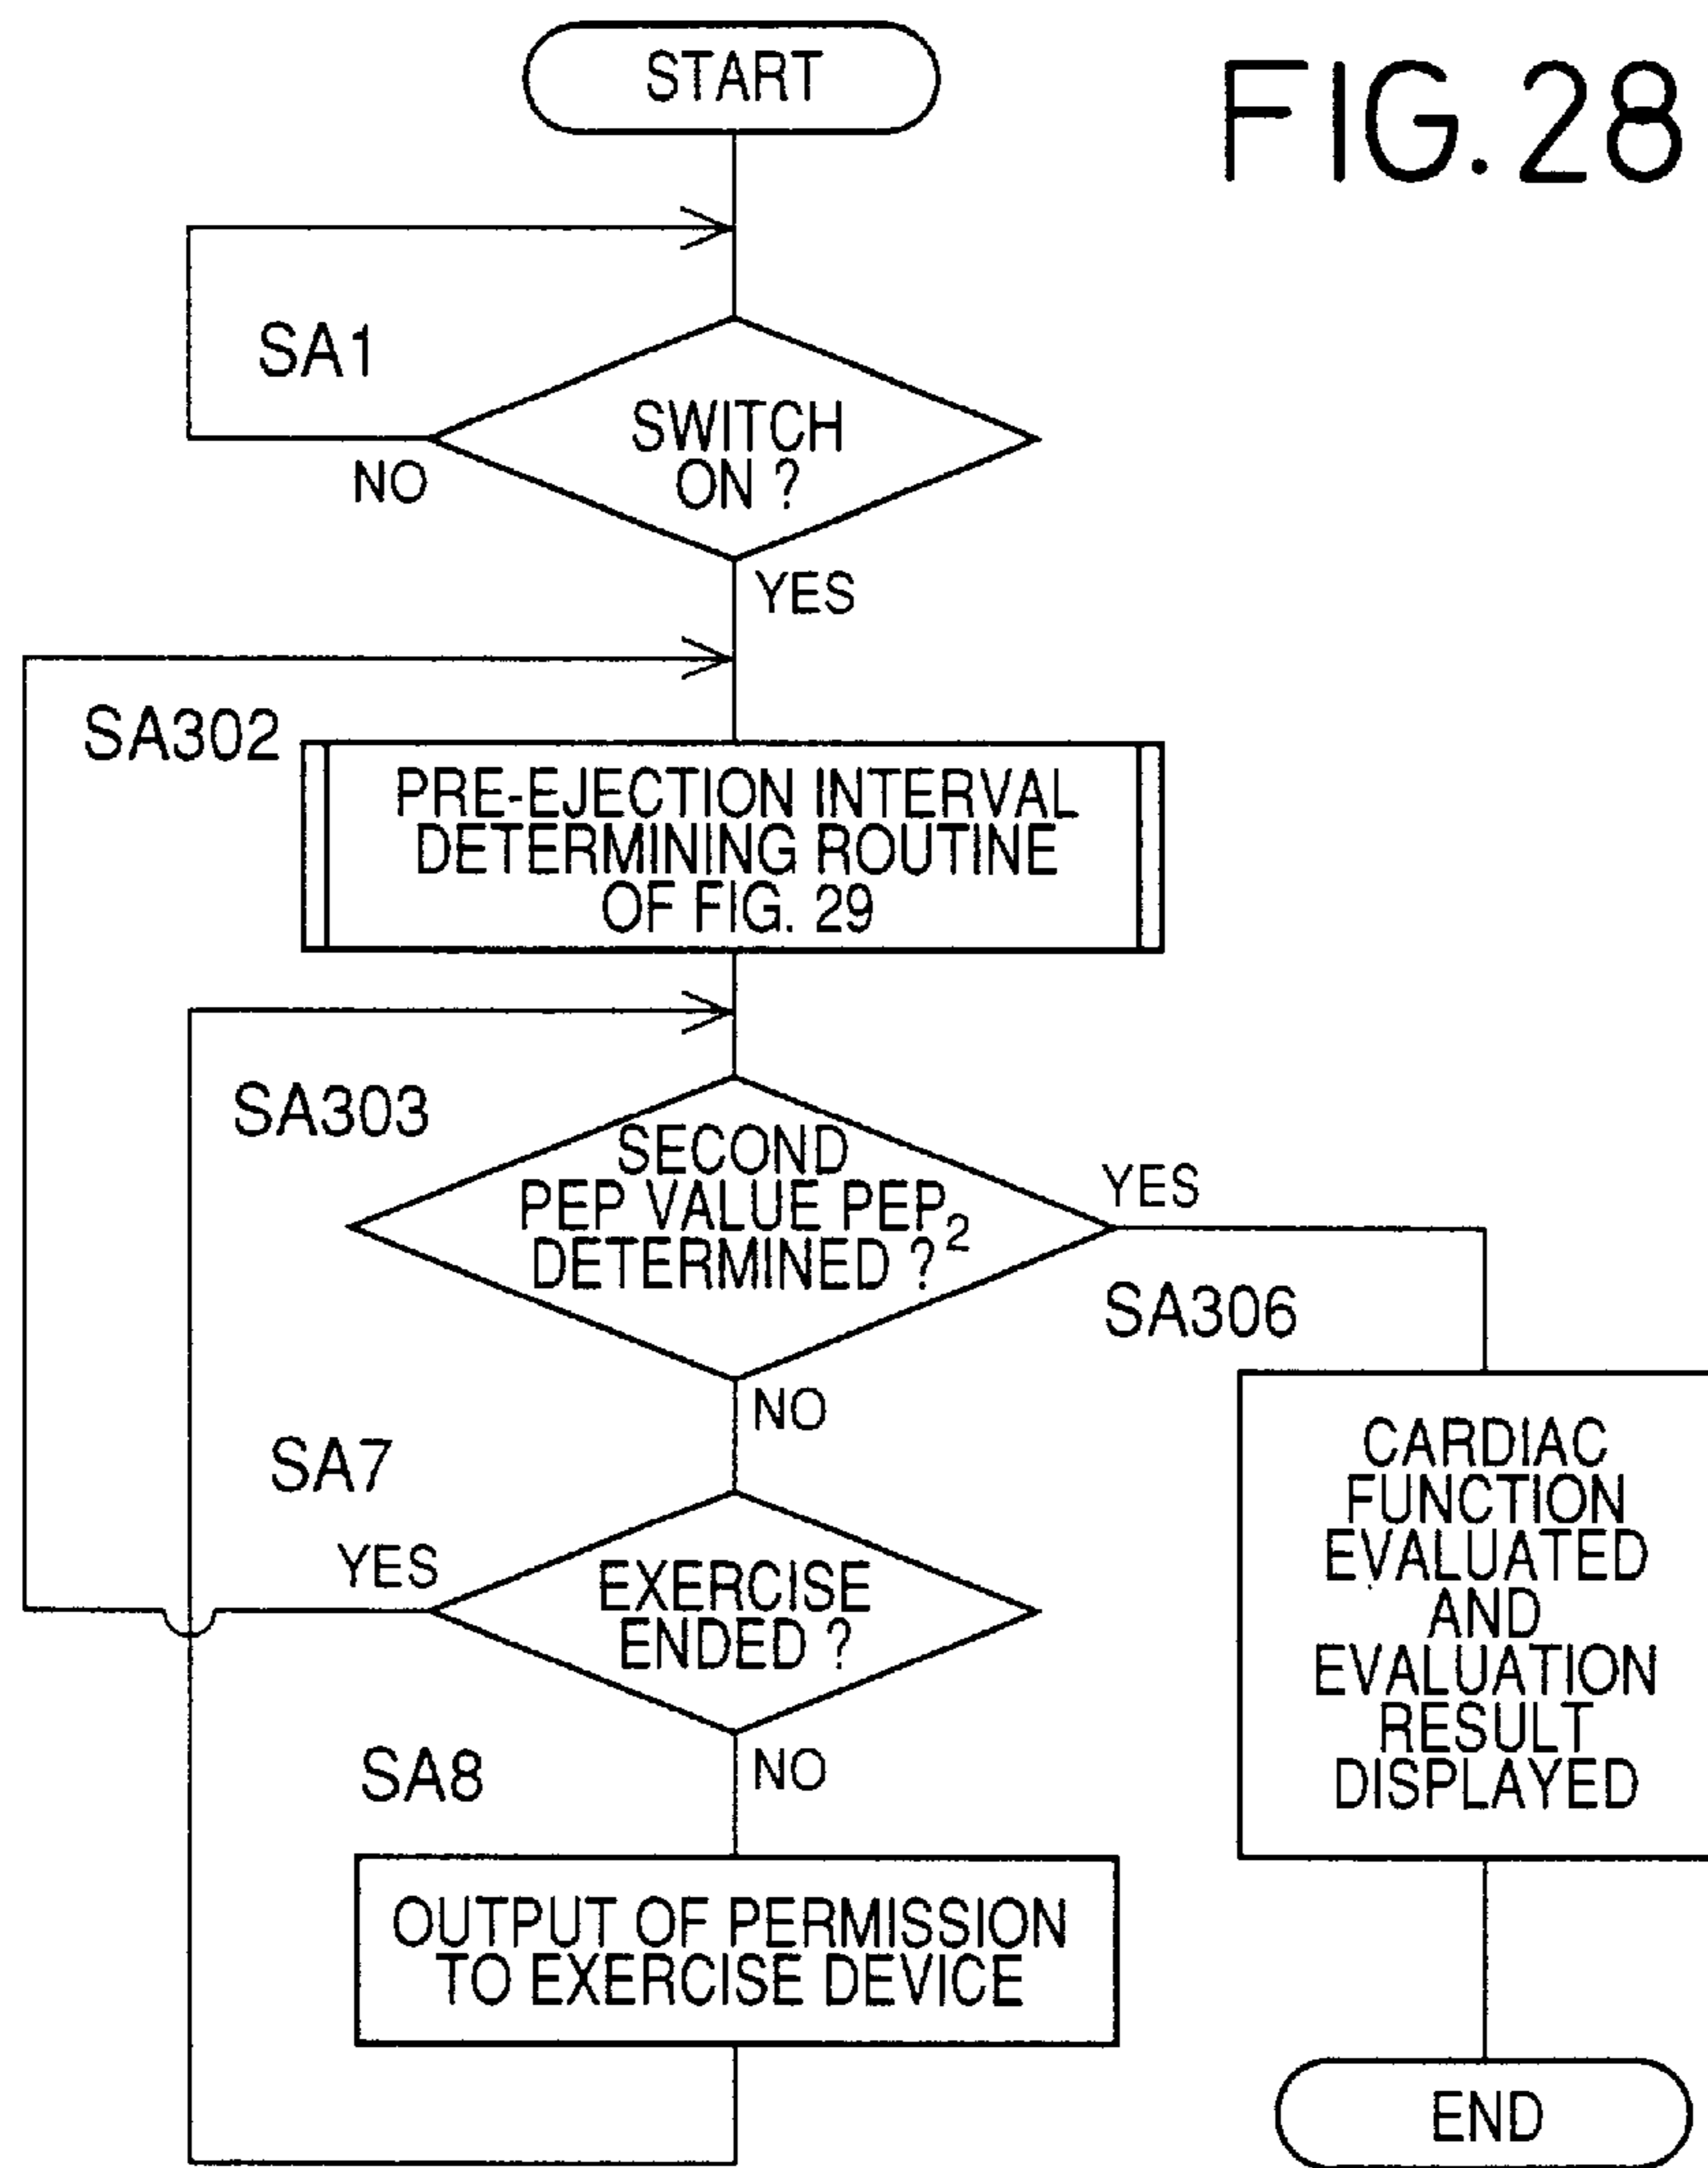 FIG.28
START
SA1
SWITCH
ON ?
NO
YES
SA302
PRE-EJECTION INTERVAL
DETERMINING ROUTINE
OF FIG. 29
SA303
SECOND
PEP VALUE PEP₂
DETERMINED ?
YES
NO
SA306
CARDIAC
FUNCTION
EVALUATED
AND
EVALUATION
RESULT
DISPLAYED
SA7
YES
EXERCISE
ENDED ?
NO
SA8
OUTPUT OF PERMISSION
TO EXERCISE DEVICE
END